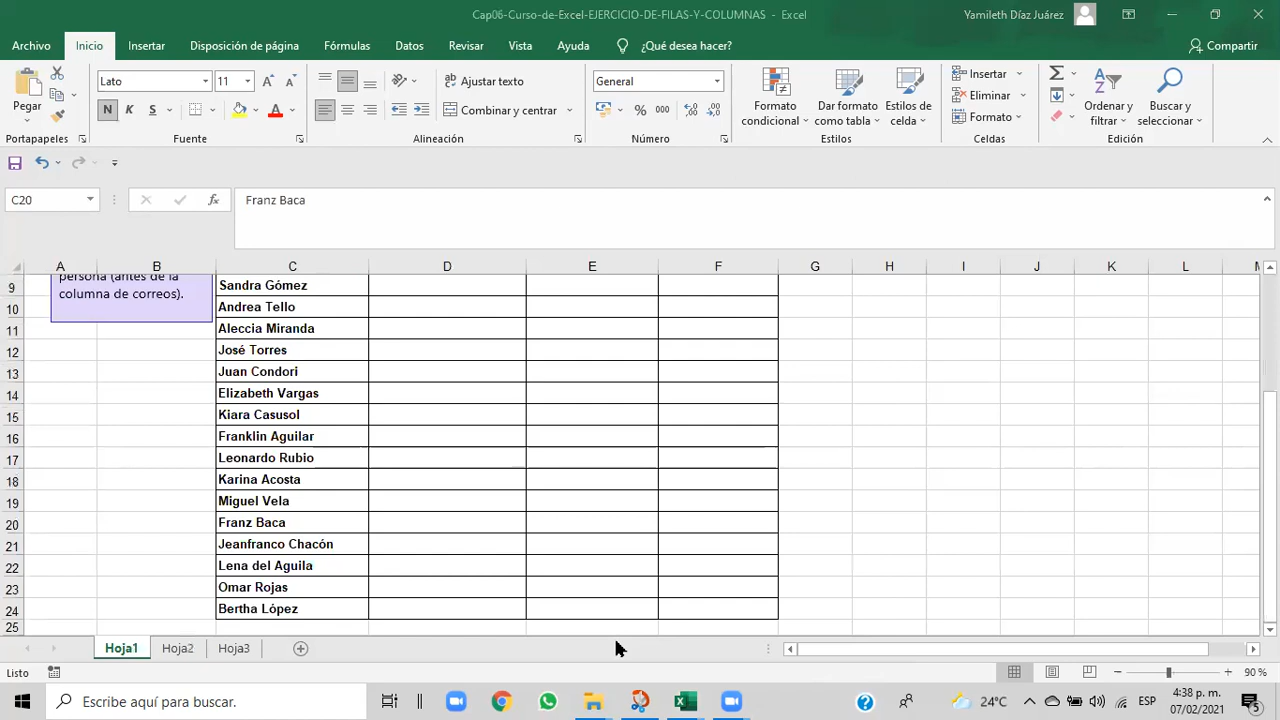 Cap06-Curso-de-Excel-EJERCICIO-DE-FILAS-Y-COLUMNAS - Excel
Yamileth Díaz Juárez
Archivo Inicio Insertar Disposición de página Fórmulas Datos Revisar Vista Ayuda ¿Qué desea hacer? Compartir
Pegar
Portapapeles
Lato 11
N K S
Fuente
Ajustar texto
Combinar y centrar
Alineación
General
% 000
Número
Formato condicional
Dar formato como tabla
Estilos de celda
Estilos
Insertar
Eliminar
Formato
Celdas
Ordenar y filtrar
Buscar y seleccionar
Edición
C20 fx Franz Baca
A B C D E F G H I J K L M
persona (antes de la
columna de correos).
9 Sandra Gómez
10 Andrea Tello
11 Aleccia Miranda
12 José Torres
13 Juan Condori
14 Elizabeth Vargas
15 Kiara Casusol
16 Franklin Aguilar
17 Leonardo Rubio
18 Karina Acosta
19 Miguel Vela
20 Franz Baca
21 Jeanfranco Chacón
22 Lena del Aguila
23 Omar Rojas
24 Bertha López
25
Hoja1 Hoja2 Hoja3
Listo 90 %
Escribe aquí para buscar
24°C ESP
4:38 p. m.
07/02/2021
5